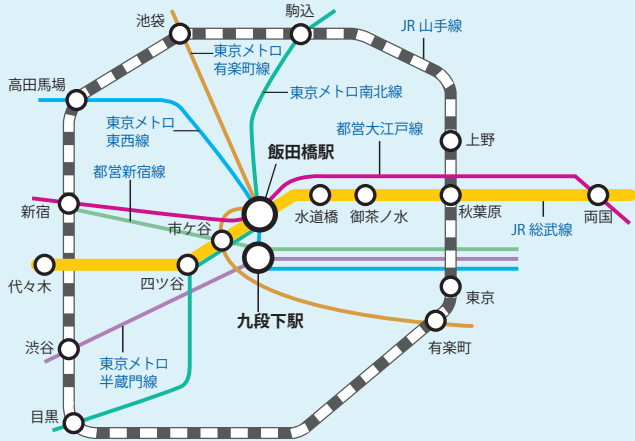 池袋
駒込
JR 山手線
東京メトロ
有楽町線
高田馬場
東京メトロ南北線
東京メトロ
東西線
都営大江戸線
上野
飯田橋駅
都営新宿線
新宿
市ケ谷
水道橋
御茶ノ水
秋葉原
両国
JR 総武線
代々木
四ツ谷
東京
九段下駅
渋谷
有楽町
東京メトロ
半蔵門線
目黒